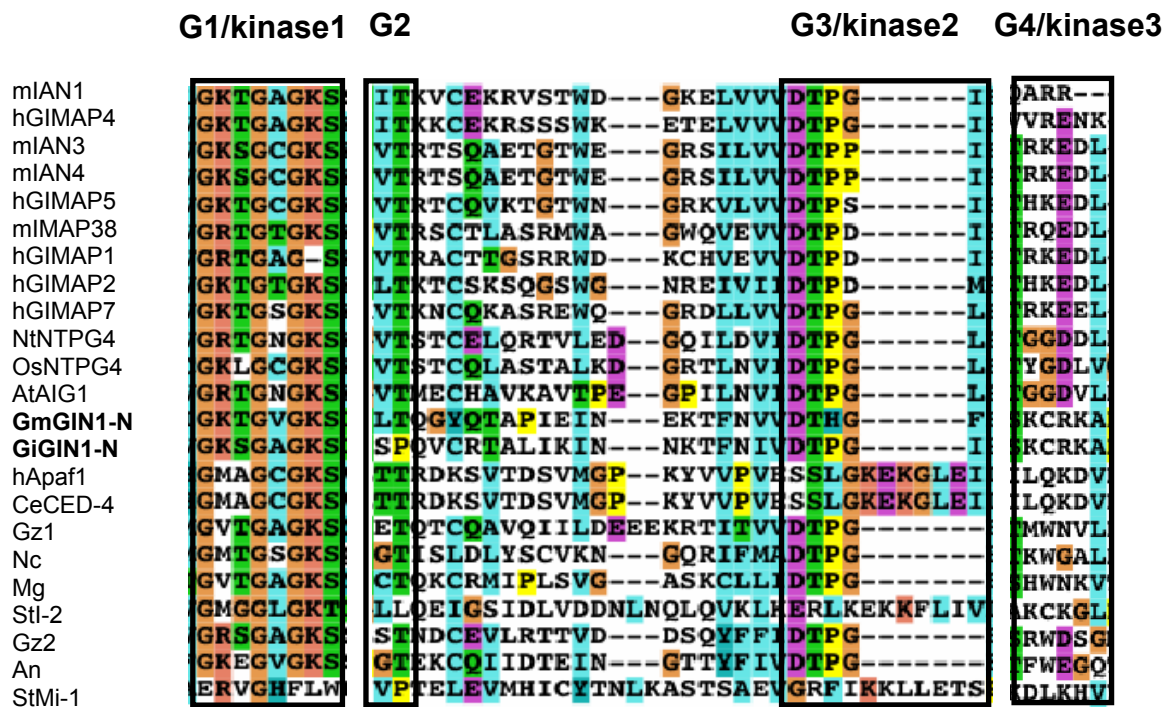 G1/kinase1 G2 G3/kinase2 G4/kinase3
mIAN1 GKTGAGKS ITKVCEKRVSTWD---GKELVVVDTPG------I QARR---
hGIMAP4 GKTGAGKS ITKKCEKRSSSWK---ETELVVVDTPG------I VVRENK
mIAN3 GKSGCGKS VTRTSQAETGTWE---GRSILVVDTPP------I TRKEDL
mIAN4 GKSGCGKS VTRTSQAETGTWE---GRSILVVDTPP------I TRKEDL
hGIMAP5 GKTGCGKS VTRTCQVKTGTWN---GRKVLVVDTPS------I THKEDL
mIMAP38 GRTGTGKS VTRSCTLASRMWA---GWQVEVVDTPD------I TRQEDL
hGIMAP1 GRTGAG-S VTRACTTGSRRWD---KCHVEVVDTPD------I TRKEDL
hGIMAP2 GKTGTGKS LTKTCSKSQGSWG---NREIVIIDTPD------M THKEDL
hGIMAP7 GKTGSGKS VTKNCQKASREWQ---GRDLLVVDTPG------L TRKEEL
NtNTPG4 GRTGNGKS VTSTCELQRTVLED--GQILDVIDTPG------L TGGDDL
OsNTPG4 GKLGCGKS VTSTCQLASTALKD--GRTLNVIDTPG------L TYGDLV
AtAIG1 GRTGNGKS VTMECHAVKAVTPE--GPILNVIDTPG------L TGGDVL
GmGIN1-N GKTGVGKS LTQGYQTAPIEIN---EKTFNVVDTHG------F SKCRKA
GiGIN1-N GKSGAGKS SPQVCRTALIKIN---NKTFNIVDTPG------I SKCRKA
hApaf1 GMAGCGKS TTRDKSVTDSVMGP--KYVVPVESSLGKEKGLEI ILQKDV
CeCED-4 GMAGCGKS TTRDKSVTDSVMGP--KYVVPVESSLGKEKGLEI ILQKDV
Gz1 GVTGAGKS ETQTCQAVQIILDEEEKRTITVVDTPG------- TMWNVL
Nc GMTGSGKS GTISLDLYSCVKN---GQRIFMADTPG------- TKWGAL
Mg GVTGAGKS CTQKCRMIPLSVG---ASKCLLIDTPG------- SHWNKV
StI-2 GMGGLGKT LLQEIGSIDLVDDNLNQLQVKLKERLKEKKFLIV AKCKGL
Gz2 GRSGAGKS STNDCEVLRTTVD---DSQYFFIDTPG------- SRWDSG
An GKEGVGKS GTEKCQIIDTEIN---GTTYFIVDTPG------- TFWEGQ
StMi-1 ERVGHFLW VPTELEVMHICYTNLKASTSAEVGRFIKKLLETS KDLKHV